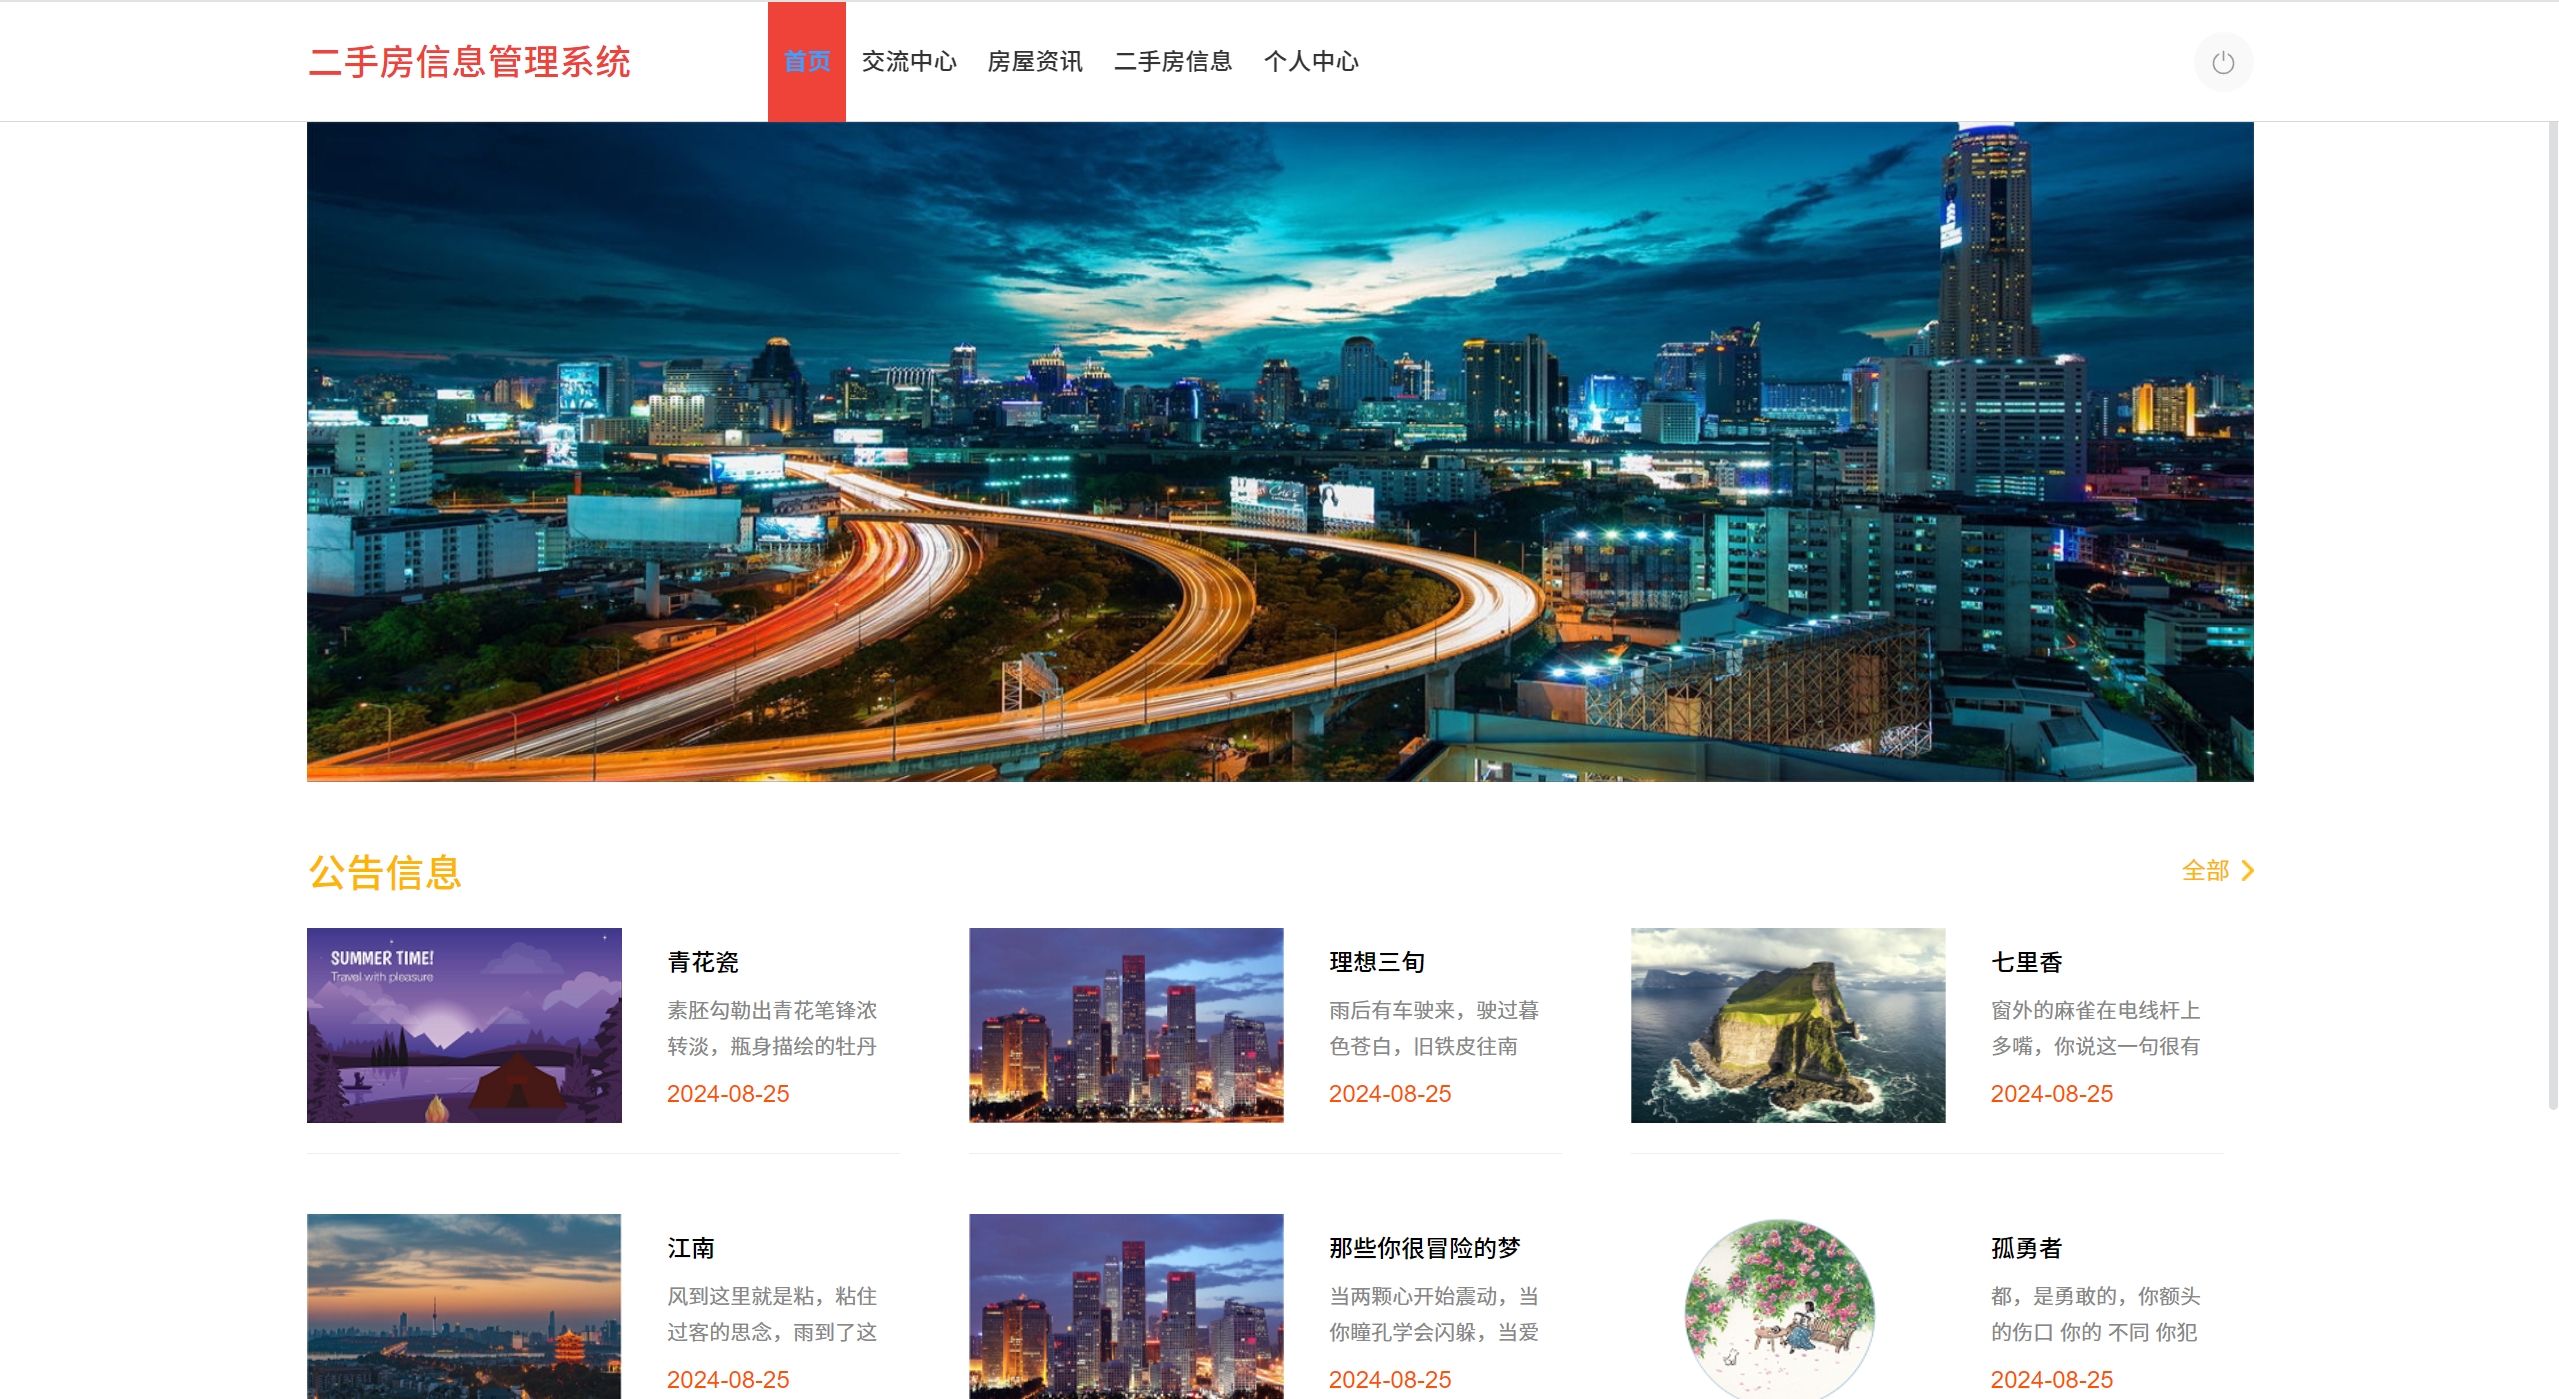 二手房信息管理系统
首页 交流中心 房屋资讯 二手房信息 个人中心
公告信息
全部
SUMMER TIME!
Travel with pleasure
青花瓷
素胚勾勒出青花笔锋浓
转淡，瓶身描绘的牡丹
2024-08-25
理想三旬
雨后有车驶来，驶过暮
色苍白，旧铁皮往南
2024-08-25
七里香
窗外的麻雀在电线杆上
多嘴，你说这一句很有
2024-08-25
江南
风到这里就是粘，粘住
过客的思念，雨到了这
2024-08-25
那些你很冒险的梦
当两颗心开始震动，当
你瞳孔学会闪躲，当爱
2024-08-25
孤勇者
都，是勇敢的，你额头
的伤口 你的 不同 你犯
2024-08-25